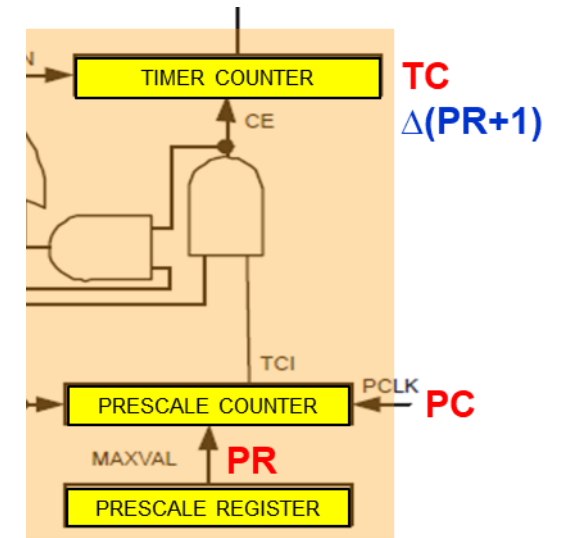 N
TIMER COUNTER
TC
Δ(PR+1)
CE
TCI
PCLK
PRESCALE COUNTER
PC
MAXVAL
PR
PRESCALE REGISTER